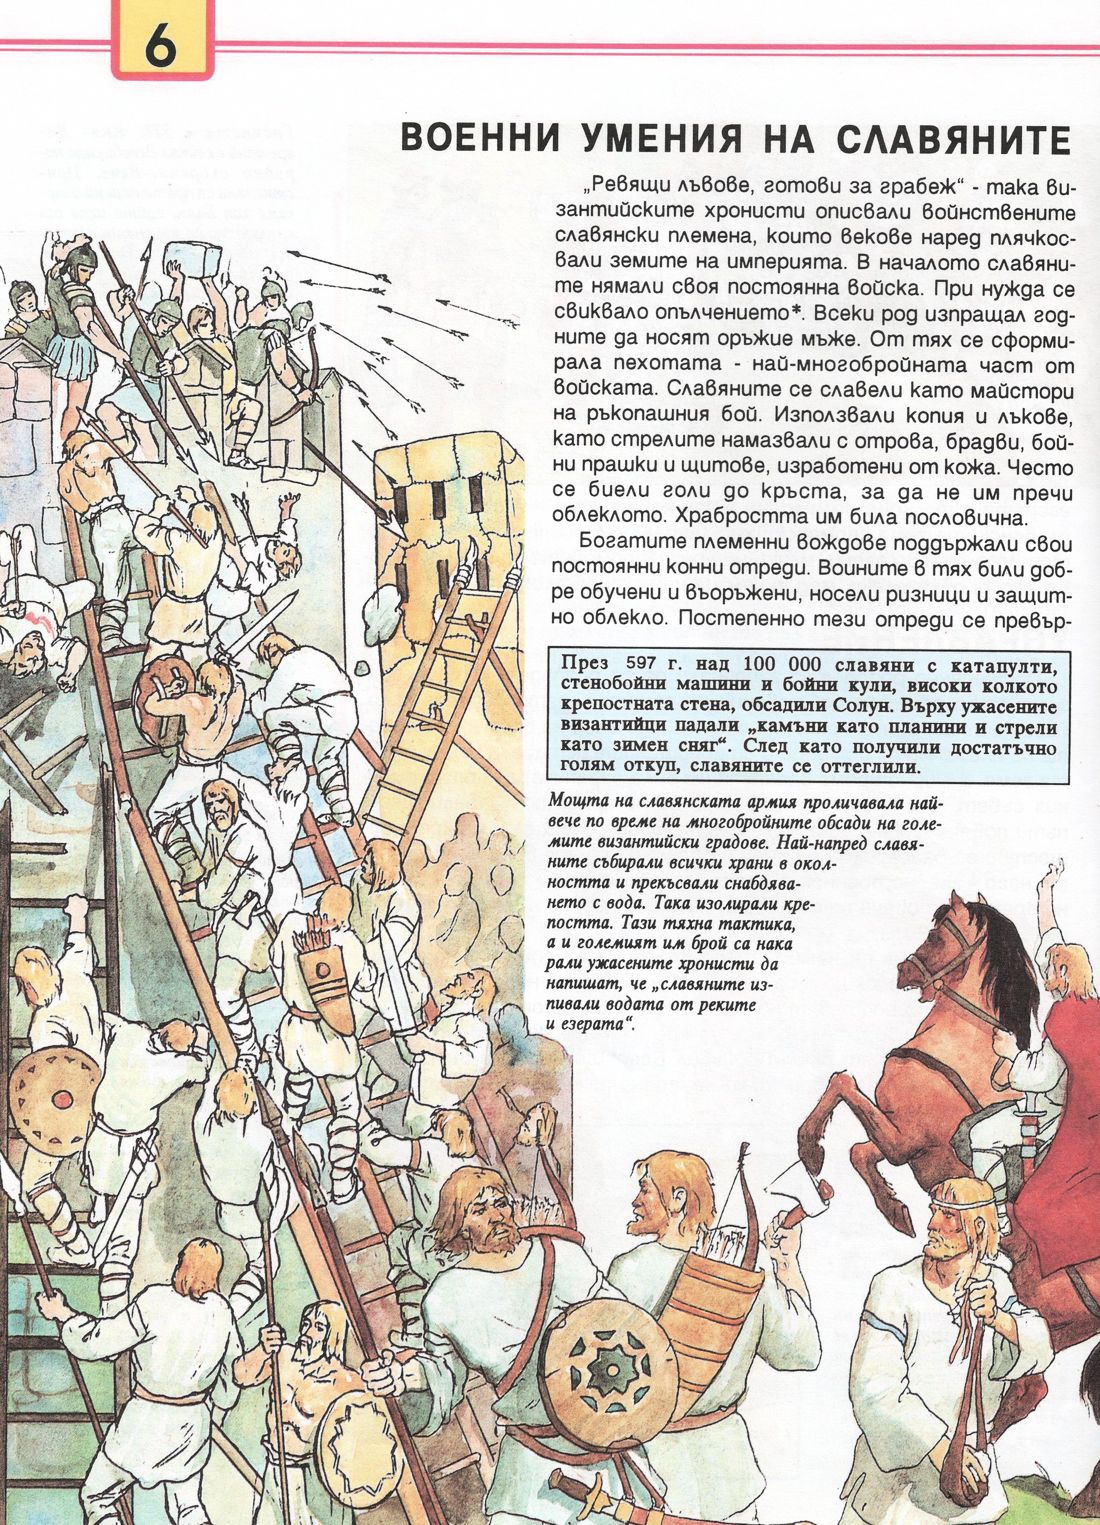 6
ВОЕННИ УМЕНИЯ НА СЛАВЯНИТЕ
„Ревящи лъвове, готови за грабеж“ - така ви-
зантийските хронисти описвали войнствените
славянски племена, които векове наред плячкос-
вали земите на империята. В началото славяни-
те нямали своя постоянна войска. При нужда се
свиквало опълчението*. Всеки род изпращал год-
ните да носят оръжие мъже. От тях се сформи-
рала пехотата - най-многобройната част от
войската. Славяните се славели като майстори
на ръкопашния бой. Използвали копия и лъкове,
като стрелите намазвали с отрова, брадви, бой-
ни прашки и щитове, изработени от кожа. Често
се биели голи до кръста, за да не им пречи
облеклото. Храбростта им била пословична.
Богатите племенни вождове поддържали свои
постоянни конни отреди. Воините в тях били доб-
ре обучени и въоръжени, носели ризници и защит-
но облекло. Постепенно тези отреди се превър-
През 597 г. над 100 000 славяни с катапулти,
стенобойни машини и бойни кули, високи колкото
крепостната стена, обсадили Солун. Върху ужасените
византийци падали „камъни като планини и стрели
като зимен сняг“. След като получили достатъчно
голям откуп, славяните се оттеглили.
Мощта на славянската армия проличавала най-
вече по време на многобройните обсади на голе-
мите византийски градове. Най-напред славя-
ните събирали всички храни в окол-
ността и прекъсвали снабдява-
нето с вода. Така изолирали кре-
постта. Тази тяхна тактика,
а и големият им брой са нака
рали ужасените хронисти да
напишат, че „славяните из-
пивали водата от реките
и езерата“.